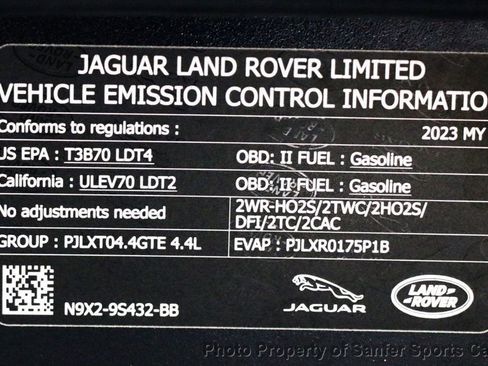 JAGUAR LAND ROVER LIMITED
VEHICLE EMISSION CONTROL INFORMATIO
Conforms to regulations : 2023 MY
US EPA : T3B70 LDT4 OBD: II FUEL : Gasoline
California : ULEV70 LDT2 OBD: II FUEL : Gasoline
No adjustments needed 2WR-HO2S/2TWC/2HO2S/
DFI/2TC/2CAC
GROUP : PJLXT04.4GTE 4.4L EVAP : PJLXR0175P1B
N9X2-9S432-BB JAGUAR LAND ROVER
Photo Property of Sanfer Sports Ca